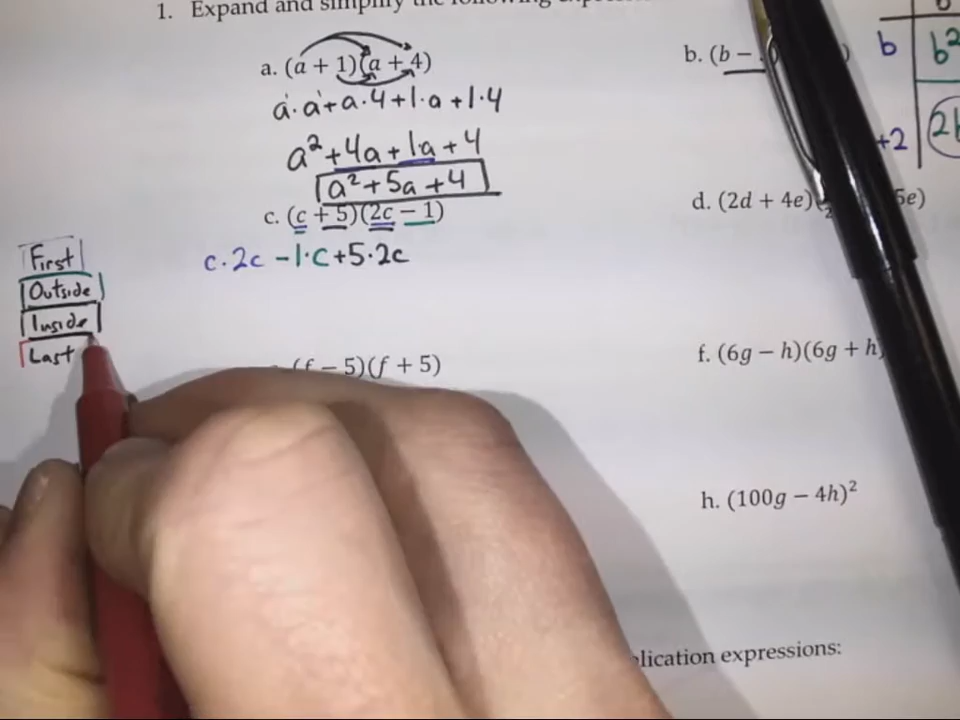 1. Expand and simplify the following
a. (a + 1)(a + 4)
a·a+a·4+1·a+1·4
a²+4a+1a+4
a²+5a+4
c. (c + 5)(2c − 1)
c·2c −1·c+5·2c
First
Outside
Inside
Last
(f − 5)(f + 5)
b. (b −
b
b²
+2
d. (2d + 4e)
5e)
f. (6g − h)(6g + h)
h. (100g − 4h)²
expressions: